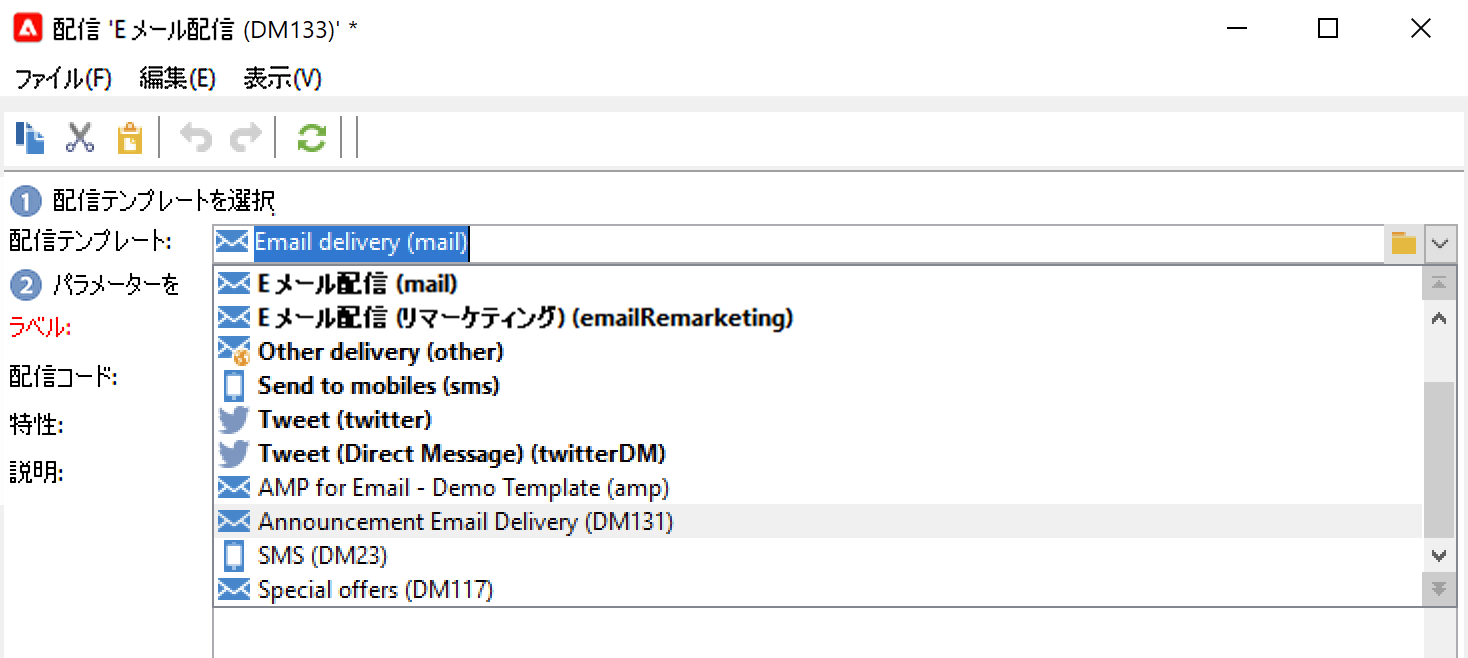 配信 'E メール配信 (DM133)' *
ファイル(F) 編集(E) 表示(V)
1 配信テンプレートを選択
配信テンプレート: Email delivery (mail)
2 パラメーターを
E メール配信 (mail)
E メール配信 (リマーケティング) (emailRemarketing)
ラベル:
Other delivery (other)
Send to mobiles (sms)
配信コード:
Tweet (twitter)
特性:
Tweet (Direct Message) (twitterDM)
説明:
AMP for Email - Demo Template (amp)
Announcement Email Delivery (DM131)
SMS (DM23)
Special offers (DM117)